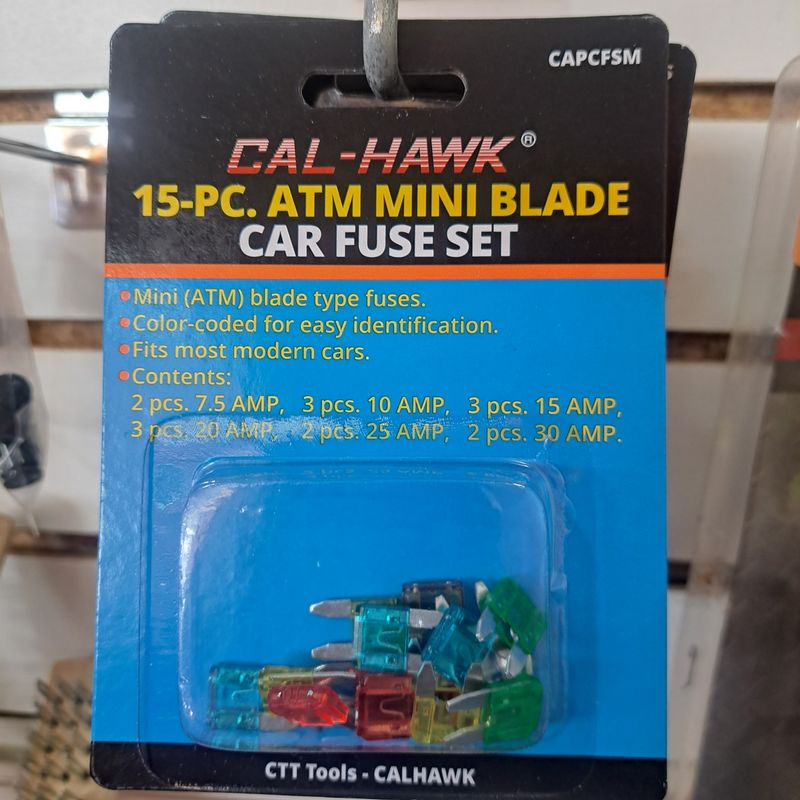 CAPCFSM
CAL-HAWK®
15-PC. ATM MINI BLADE
CAR FUSE SET
•Mini (ATM) blade type fuses.
•Color-coded for easy identification.
•Fits most modern cars.
•Contents:
2 pcs. 7.5 AMP, 3 pcs. 10 AMP, 3 pcs. 15 AMP,
3 pcs. 20 AMP, 2 pcs. 25 AMP, 2 pcs. 30 AMP.
CTT Tools - CALHAWK